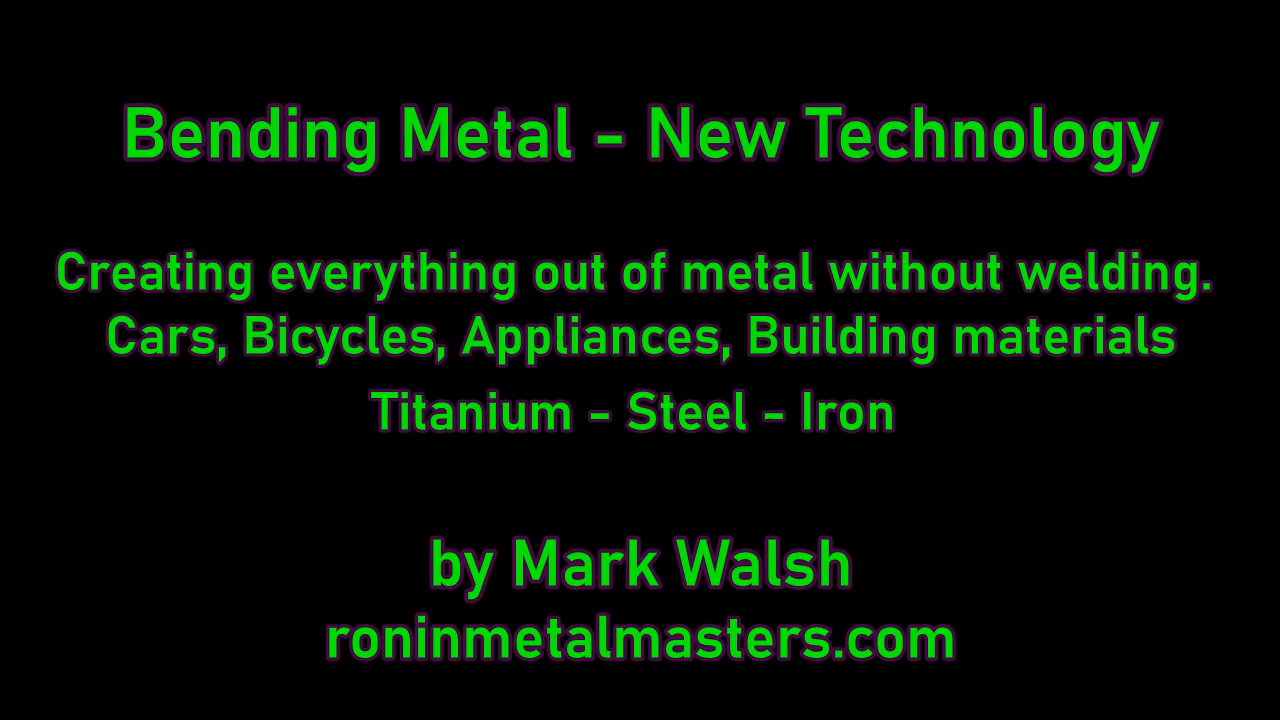 Bending Metal - New Technology
Creating everything out of metal without welding.
Cars, Bicycles, Appliances, Building materials
Titanium - Steel - Iron
by Mark Walsh
roninmetalmasters.com